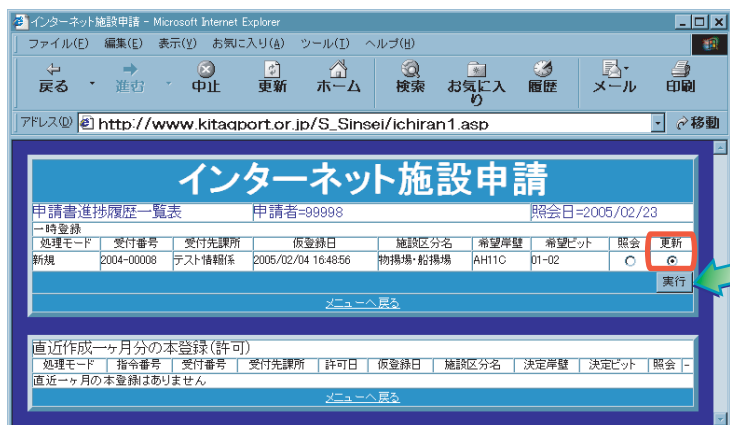 インターネット施設申請 - Microsoft Internet Explorer
ファイル(F) 編集(E) 表示(V) お気に入り(A) ツール(T) ヘルプ(H)
戻る 進む 中止 更新 ホーム 検索 お気に入り 履歴 メール 印刷
アドレス(D) http://www.kitaqport.or.jp/S_Sinsei/ichiran1.asp 移動
インターネット施設申請
申請書進捗履歴一覧表 申請者=99998 照会日=2005/02/23
一時登録
処理モード 受付番号 受付先課所 仮登録日 施設区分名 希望岸壁 希望ビット 照会 更新
新規 2004-00008 テスト情報係 2005/02/04 16:48:56 物揚場・船揚場 AH11C 01-02
実行
メニューへ戻る
直近作成一ヶ月分の本登録(許可)
処理モード 指令番号 受付番号 受付先課所 許可日 仮登録日 施設区分名 決定岸壁 決定ビット 照会 -
直近一ヶ月の本登録はありません
メニューへ戻る